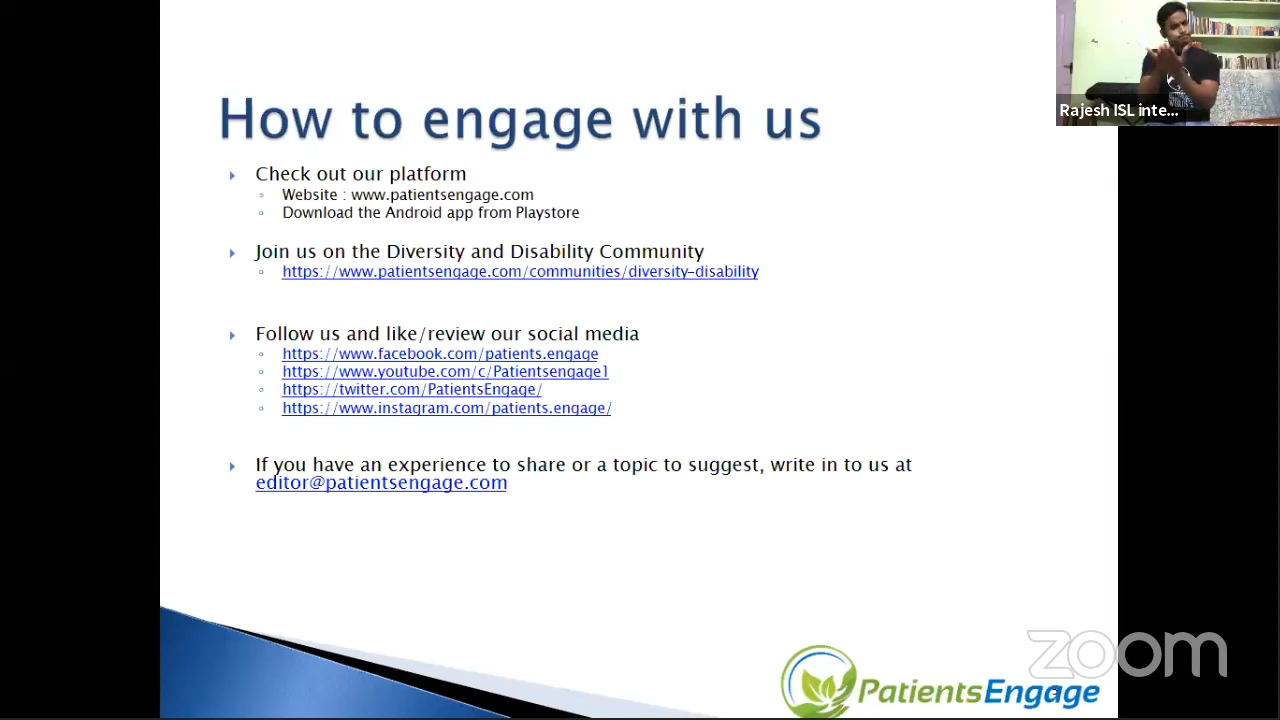 Rajesh ISL inte...
How to engage with us
Check out our platform
Website : www.patientsengage.com
Download the Android app from Playstore
Join us on the Diversity and Disability Community
https://www.patientsengage.com/communities/diversity-disability
Follow us and like/review our social media
https://www.facebook.com/patients.engage
https://www.youtube.com/c/Patientsengage1
https://twitter.com/PatientsEngage/
https://www.instagram.com/patients.engage/
If you have an experience to share or a topic to suggest, write in to us at
editor@patientsengage.com
zoom
PatientsEngage